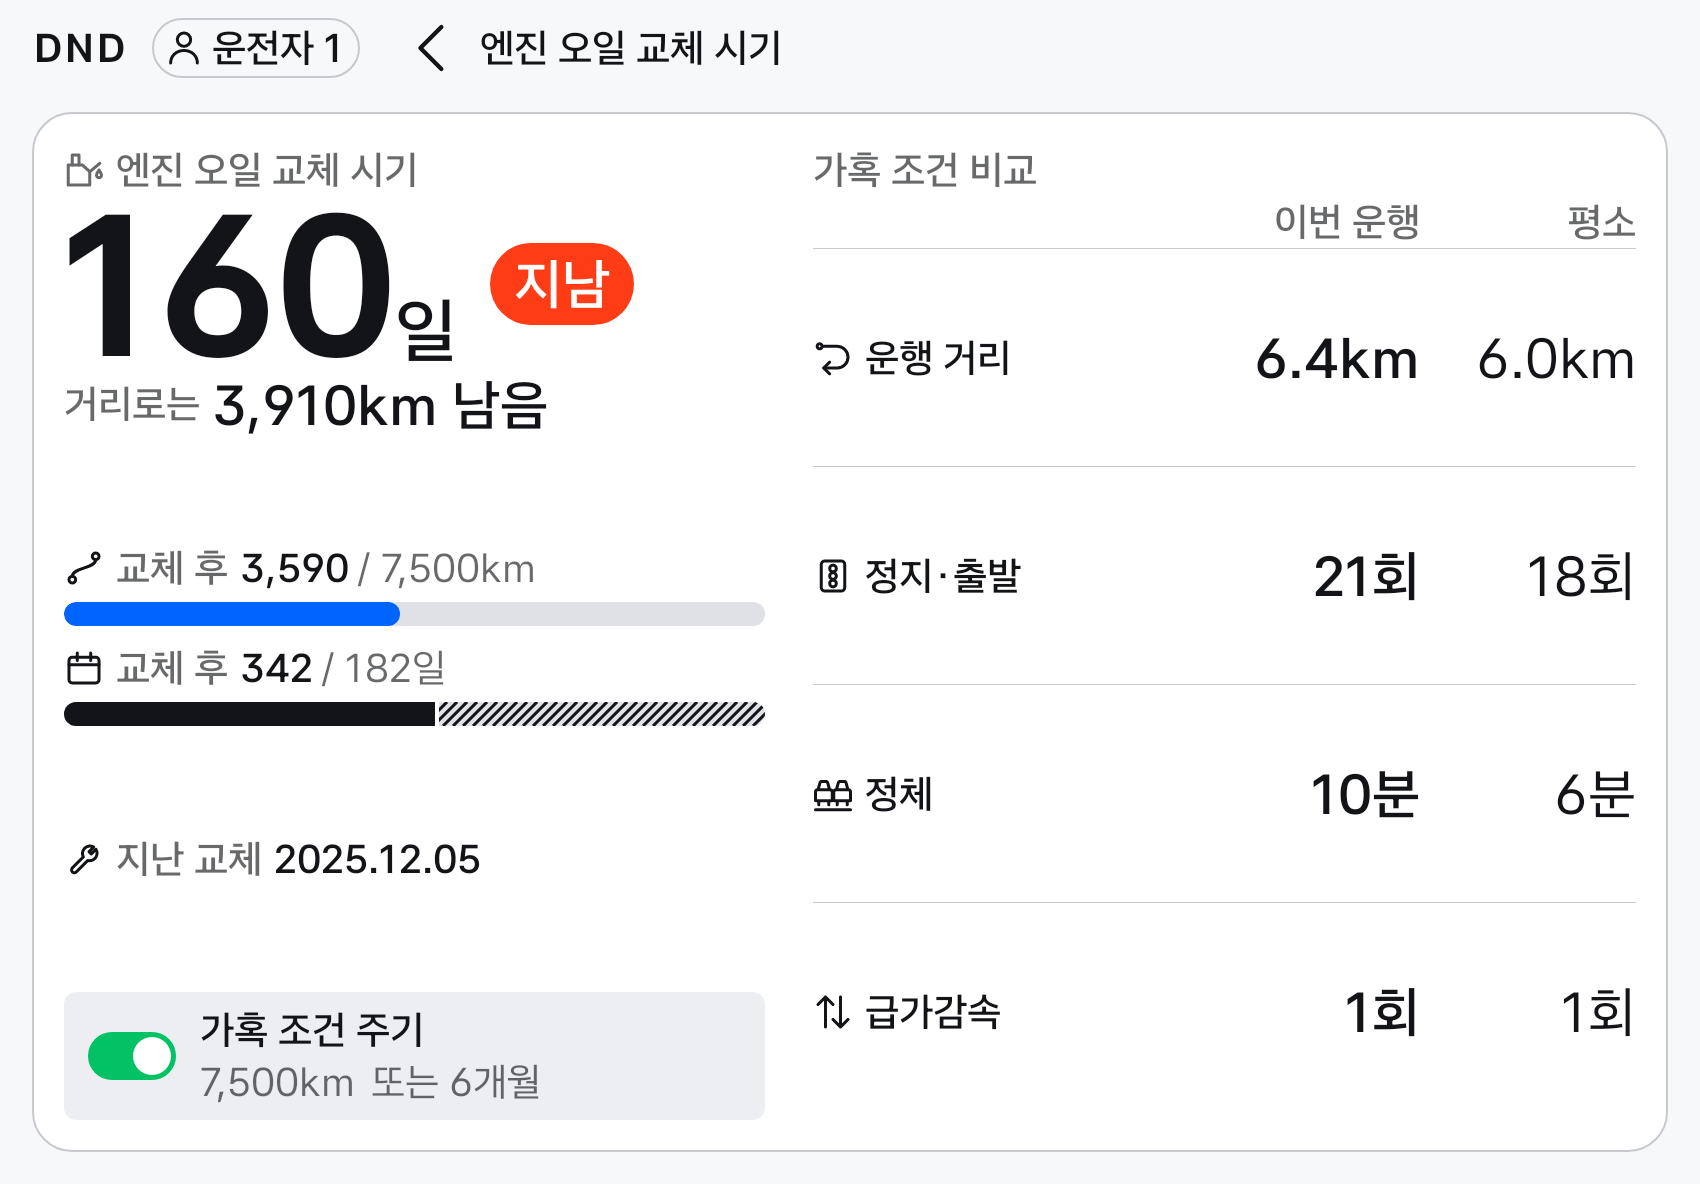 DND 운전자 1 엔진 오일 교체 시기
엔진 오일 교체 시기
160일 지남
거리로는 3,910km 남음
교체 후 3,590 / 7,500km
교체 후 342 / 182일
지난 교체 2025.12.05
가혹 조건 주기
7,500km 또는 6개월
가혹 조건 비교
이번 운행 평소
운행 거리 6.4km 6.0km
정지·출발 21회 18회
정체 10분 6분
급가감속 1회 1회